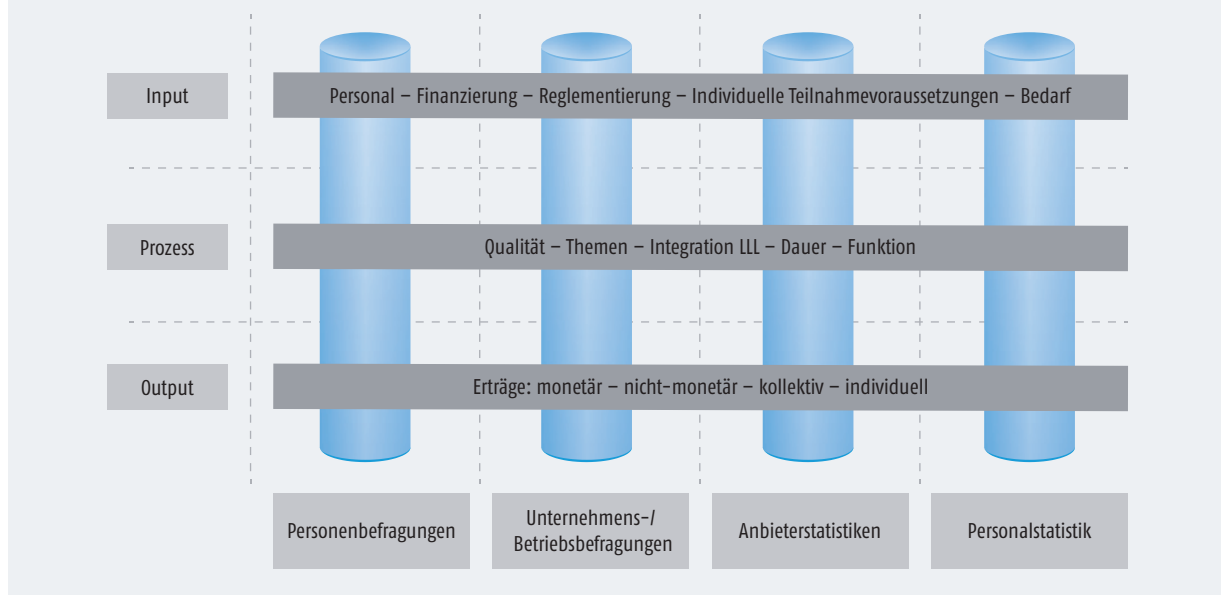 Input
Personal – Finanzierung – Reglementierung – Individuelle Teilnahmevoraussetzungen – Bedarf
Prozess
Qualität – Themen – Integration LLL – Dauer – Funktion
Output
Erträge: monetär – nicht-monetär – kollektiv – individuell
Personenbefragungen
Unternehmens-/
Betriebsbefragungen
Anbieterstatistiken
Personalstatistik